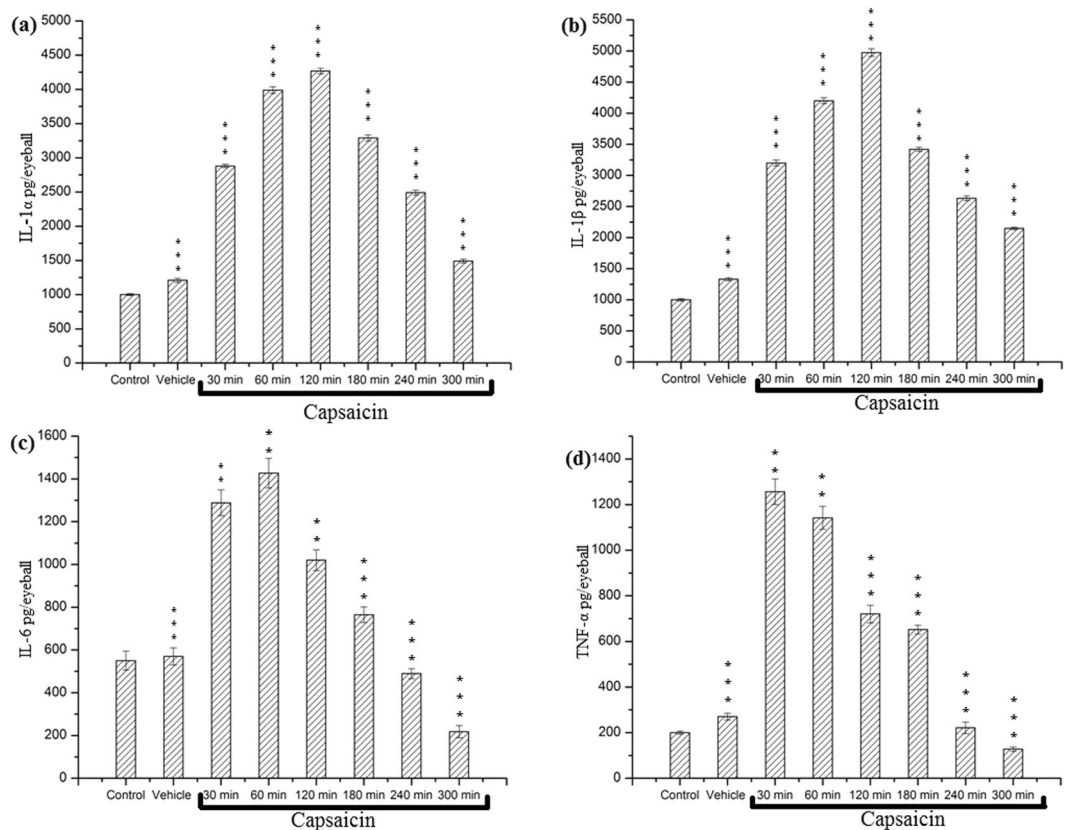 (a)
5000
4500
4000
3500
3000
2500
2000
1500
1000
500
0
IL-1α pg/eyeball
* * *
* * *
* * *
* * *
* * *
* * *
* * *
Control Vehicle 30 min 60 min 120 min 180 min 240 min 300 min
Capsaicin
(b)
5500
5000
4500
4000
3500
3000
2500
2000
1500
1000
500
0
IL-1β pg/eyeball
* * *
* * *
* * *
* * *
* * *
* * *
* * *
Control Vehicle 30 min 60 min 120 min 180 min 240 min 300 min
Capsaicin
(c)
1600
1400
1200
1000
800
600
400
200
0
IL-6 pg/eyeball
* * *
* *
* *
* *
* * *
* * *
* * *
Control Vehicle 30 min 60 min 120 min 180 min 240 min 300 min
Capsaicin
(d)
1400
1200
1000
800
600
400
200
0
TNF-α pg/eyeball
* * *
* *
* *
* * *
* * *
* * *
* * *
Control Vehicle 30 min 60 min 120 min 180 min 240 min 300 min
Capsaicin